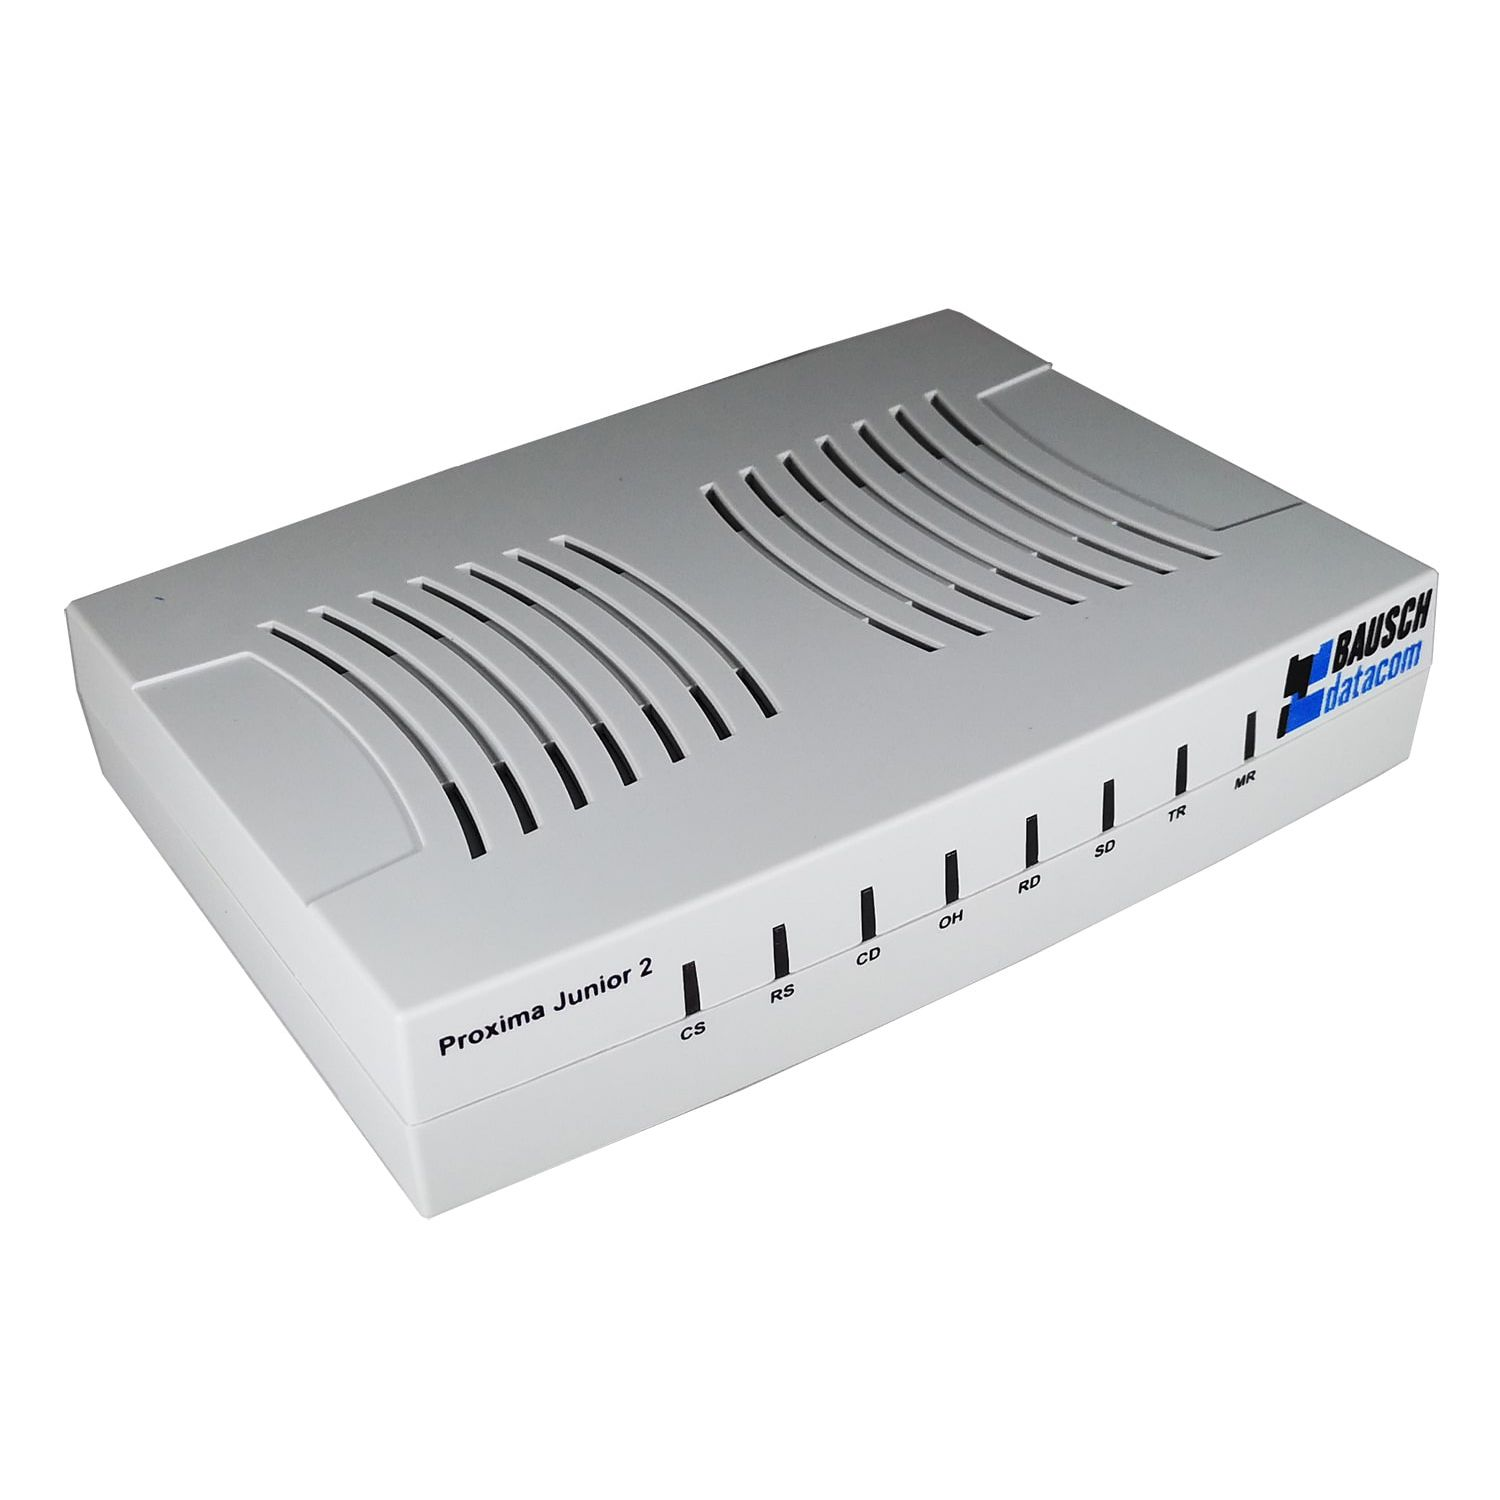 BAUSCH
datacom
Proxima Junior 2
CS RS CD OH RD SD TR MR